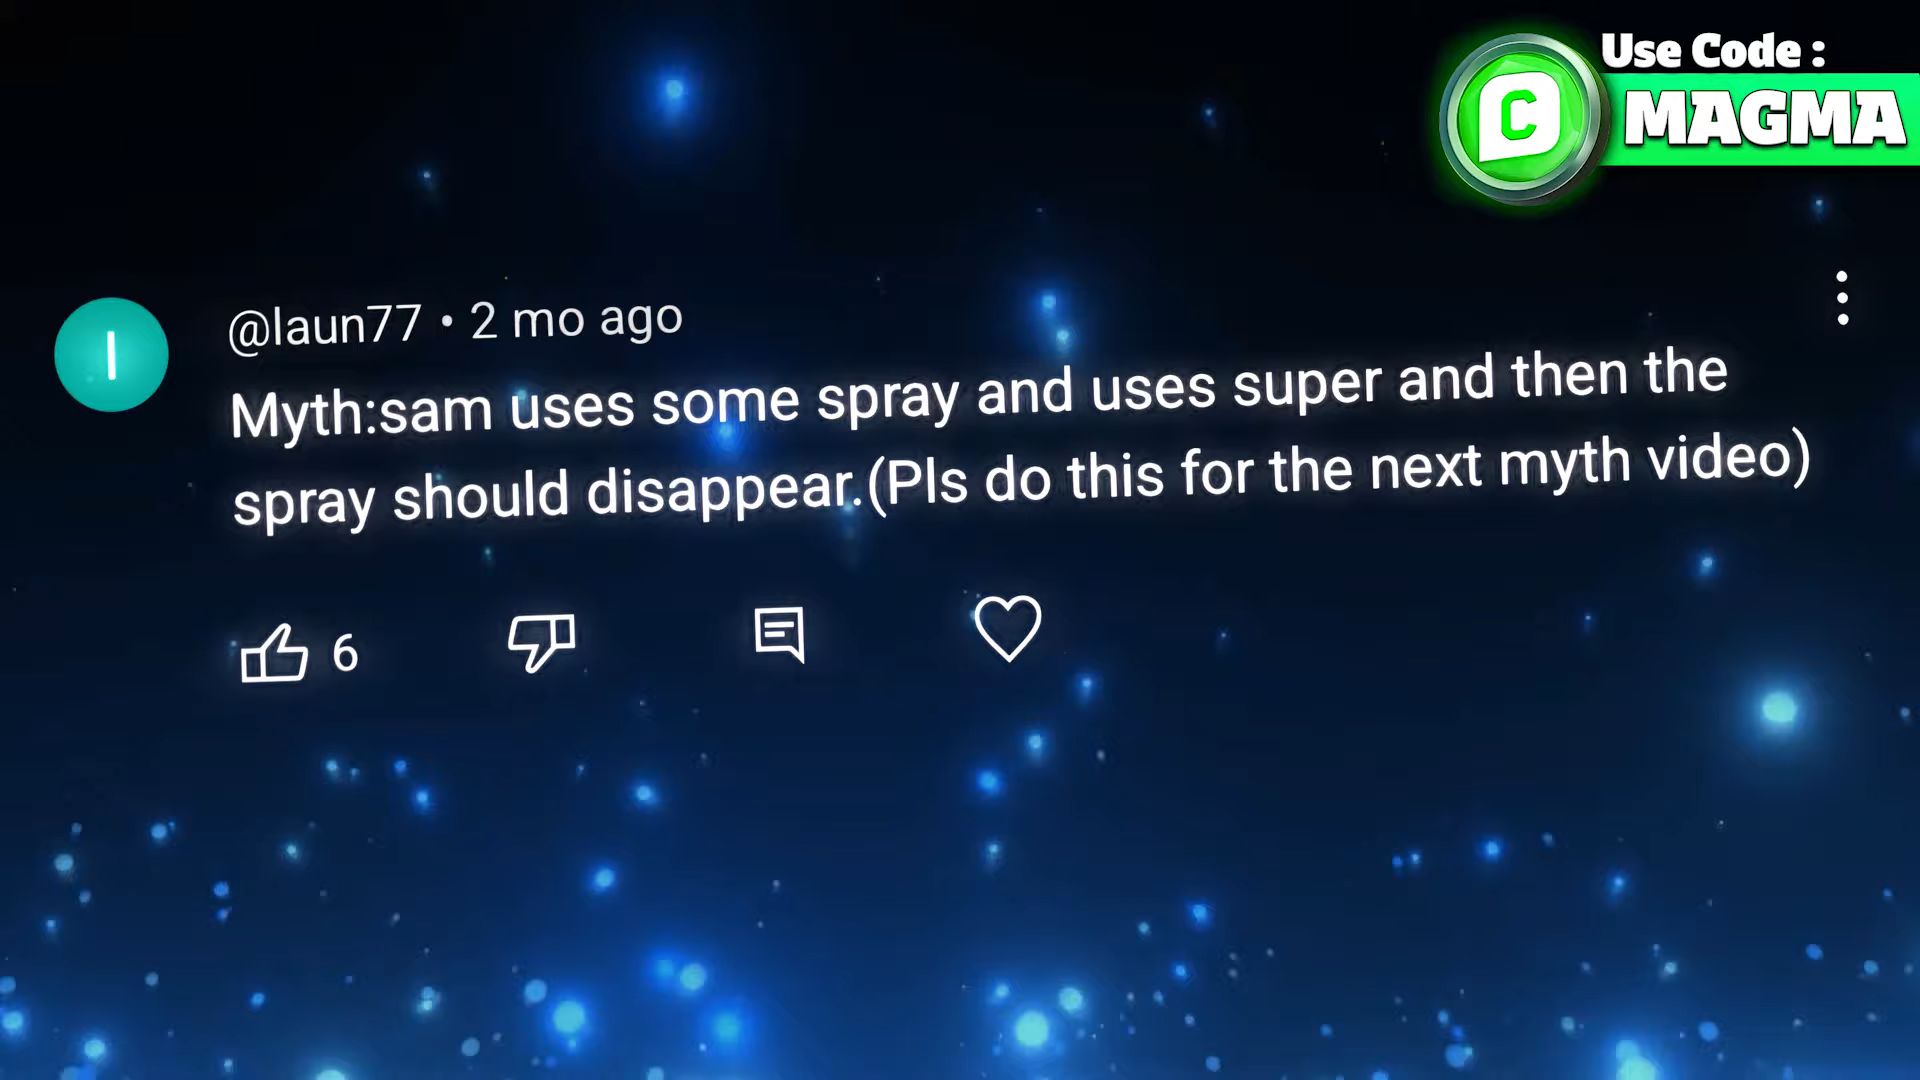 Use Code :
C
MAGMA
I
@laun77 • 2 mo ago
Myth:sam uses some spray and uses super and then the
spray should disappear.(Pls do this for the next myth video)
6